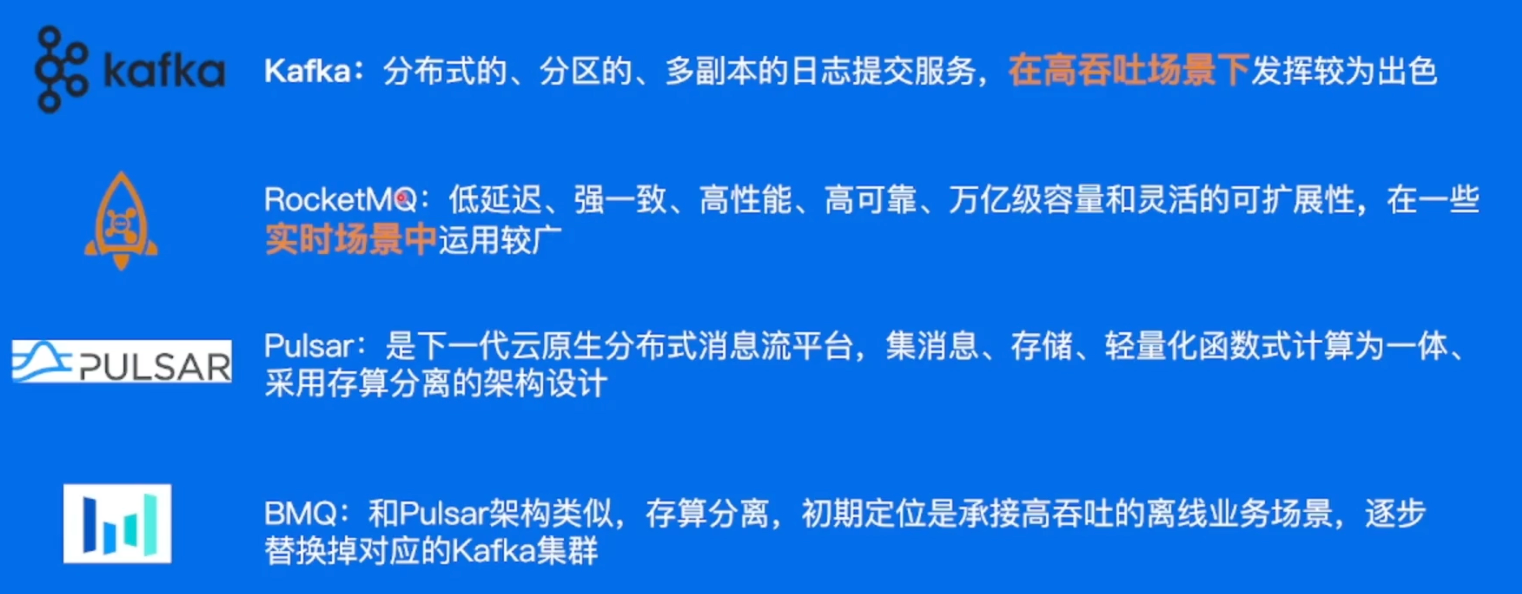 kafka
Kafka：分布式的、分区的、多副本的日志提交服务，在高吞吐场景下发挥较为出色
RocketMQ：低延迟、强一致、高性能、高可靠、万亿级容量和灵活的可扩展性，在一些
实时场景中运用较广
Pulsar：是下一代云原生分布式消息流平台，集消息、存储、轻量化函数式计算为一体、
PULSAR
采用存算分离的架构设计
BMQ：和Pulsar架构类似，存算分离，初期定位是承接高吞吐的离线业务场景，逐步
替换掉对应的Kafka集群